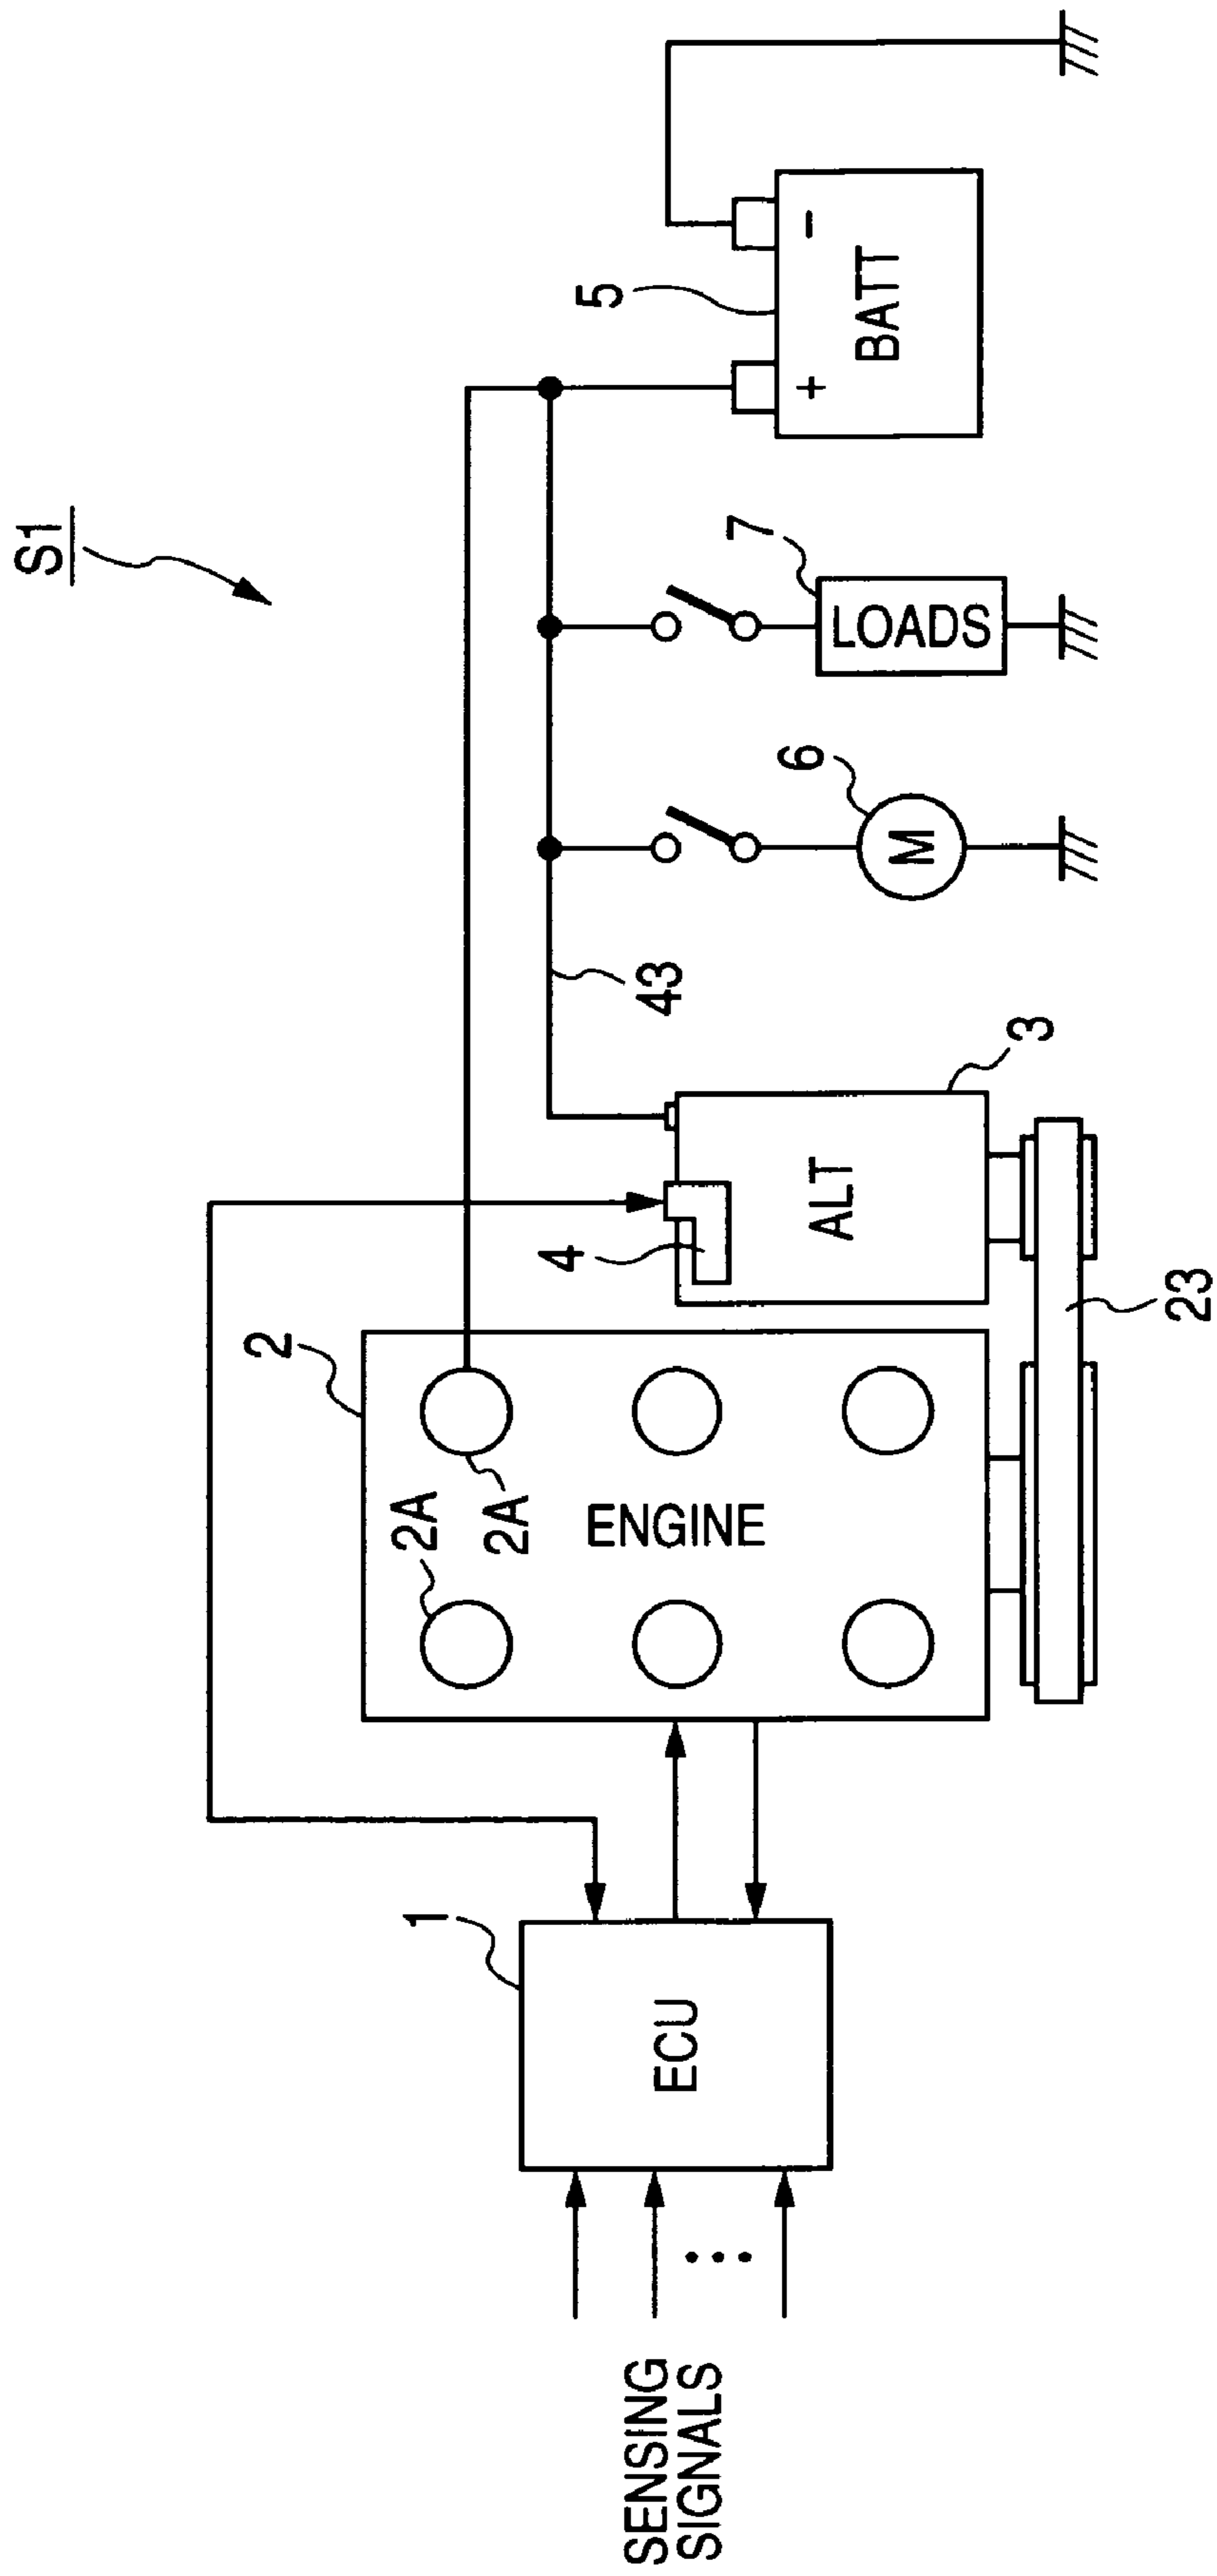 S1
1
2
2A
2A
ENGINE
ECU
SENSING
SIGNALS
4
3
ALT
23
43
6
M
7
LOADS
5
+
−
BATT